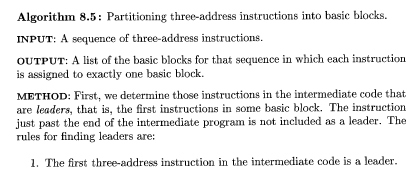 Algorithm 8.5: Partitioning three-address instructions into basic blocks.
INPUT: A sequence of three-address instructions.
OUTPUT: A list of the basic blocks for that sequence in which each instruction
is assigned to exactly one basic block.
METHOD: First, we determine those instructions in the intermediate code that
are leaders, that is, the first instructions in some basic block. The instruction
just past the end of the intermediate program is not included as a leader. The
rules for finding leaders are:
1. The first three-address instruction in the intermediate code is a leader.